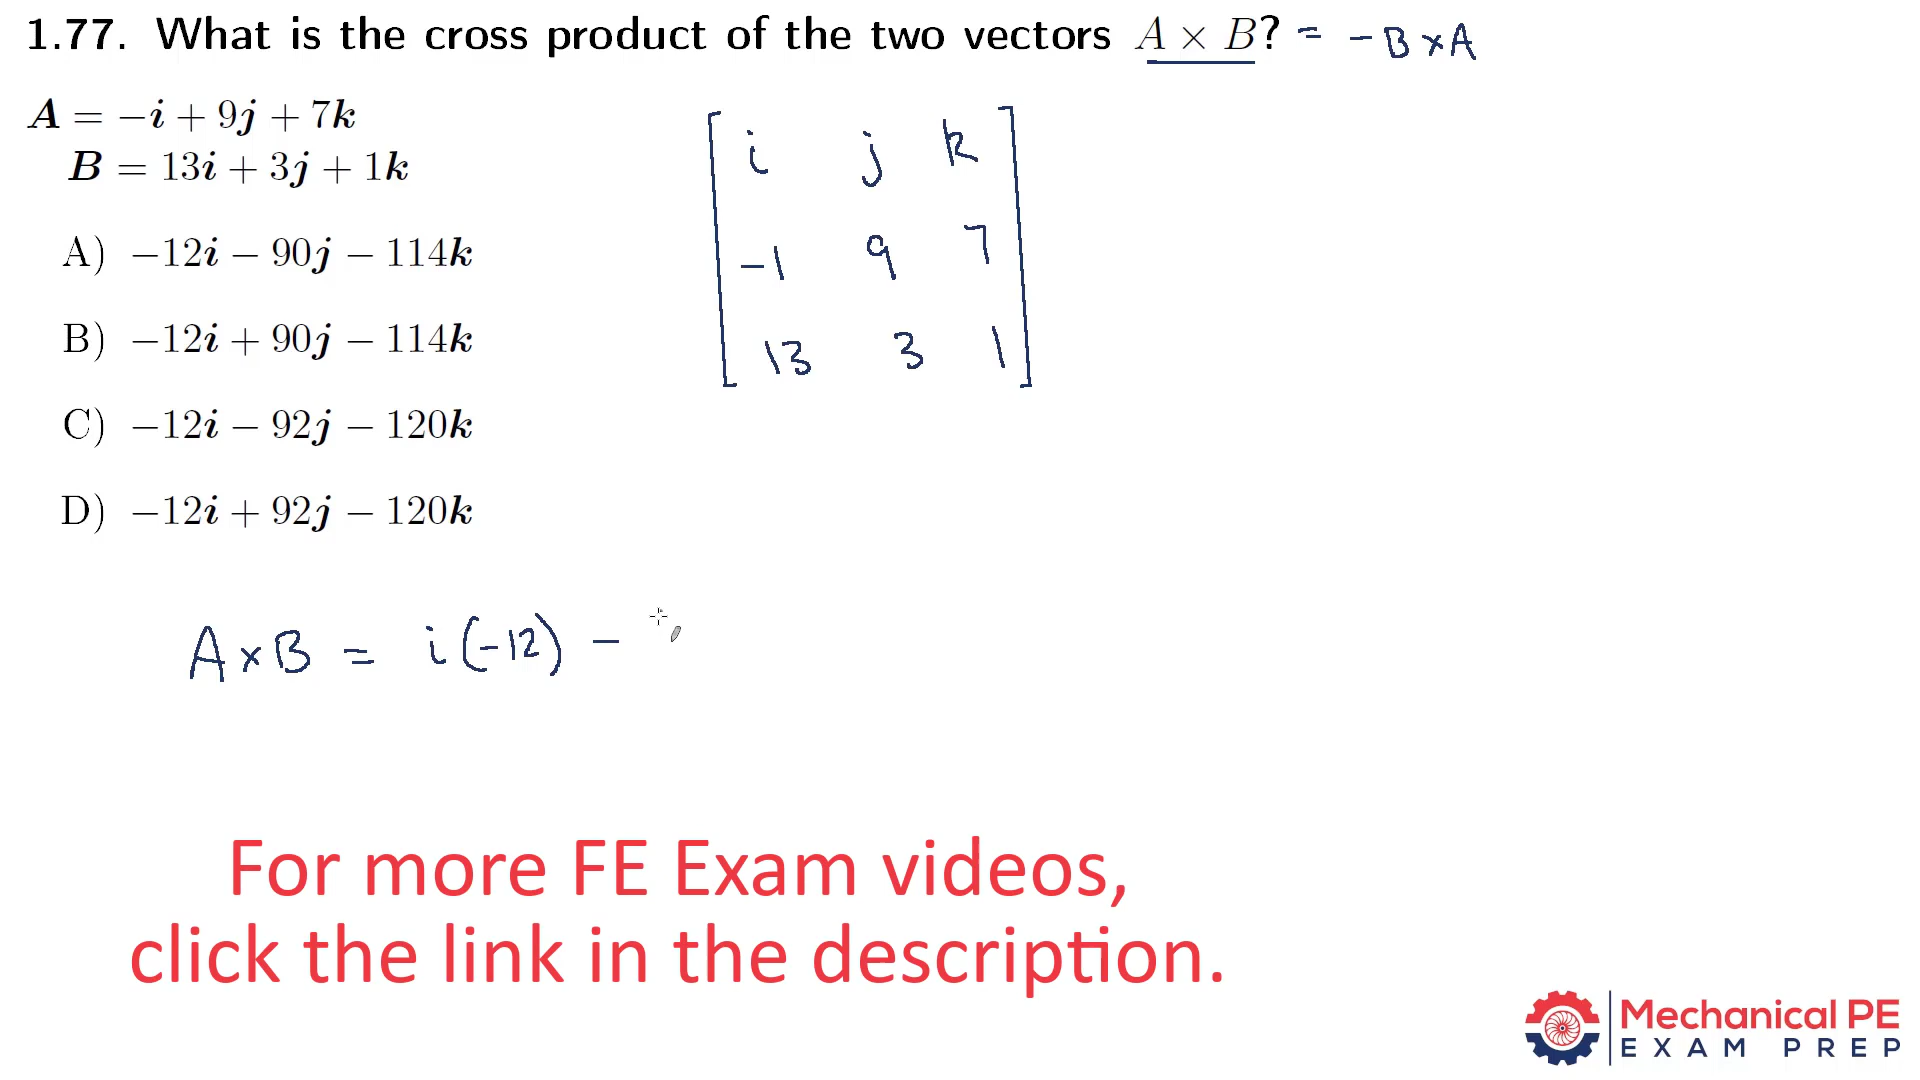 1.77. What is the cross product of the two vectors A × B? = -B×A
A = −i + 9j + 7k
B = 13i + 3j + 1k
A) −12i − 90j − 114k
B) −12i + 90j − 114k
C) −12i − 92j − 120k
D) −12i + 92j − 120k
i j k
-1 9 7
13 3 1
A×B = i(-12) -
For more FE Exam videos,
click the link in the description.
Mechanical PE
EXAM PREP